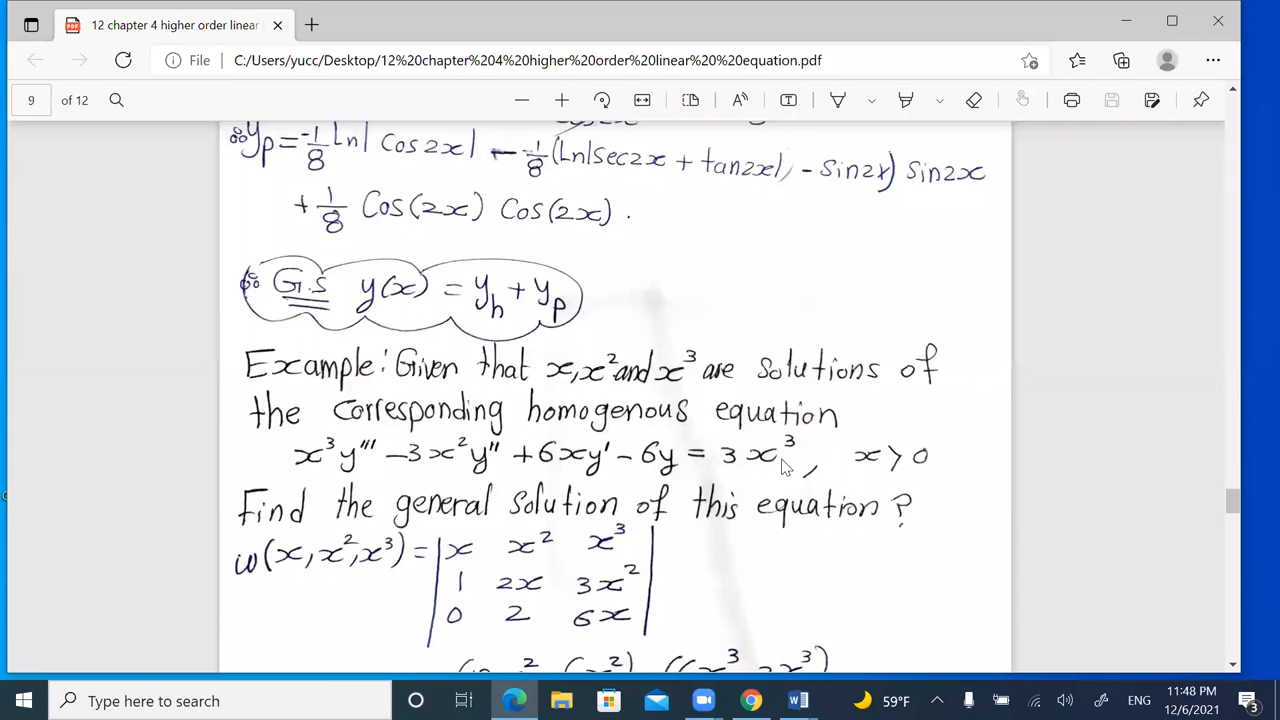 12 chapter 4 higher order linear
File C:/Users/yucc/Desktop/12%20chapter%204%20higher%20order%20linear%20%20equation.pdf
9 of 12
∴ yp = -1/8 Ln| Cos2x| - -1/8 (Ln|sec2x + tan2x| - sin2x) sin2x
+ 1/8 Cos(2x) Cos(2x) .
∴ G.S y(x) = yh + yp
Example: Given that x, x² and x³ are solutions of
the corresponding homogenous equation
x³y''' - 3x²y'' + 6xy' - 6y = 3x³, x > 0
Find the general solution of this equation?
w(x, x², x³) = | x x² x³ |
1 2x 3x²
0 2 6x
Type here to search
59°F
ENG
11:48 PM
12/6/2021
3